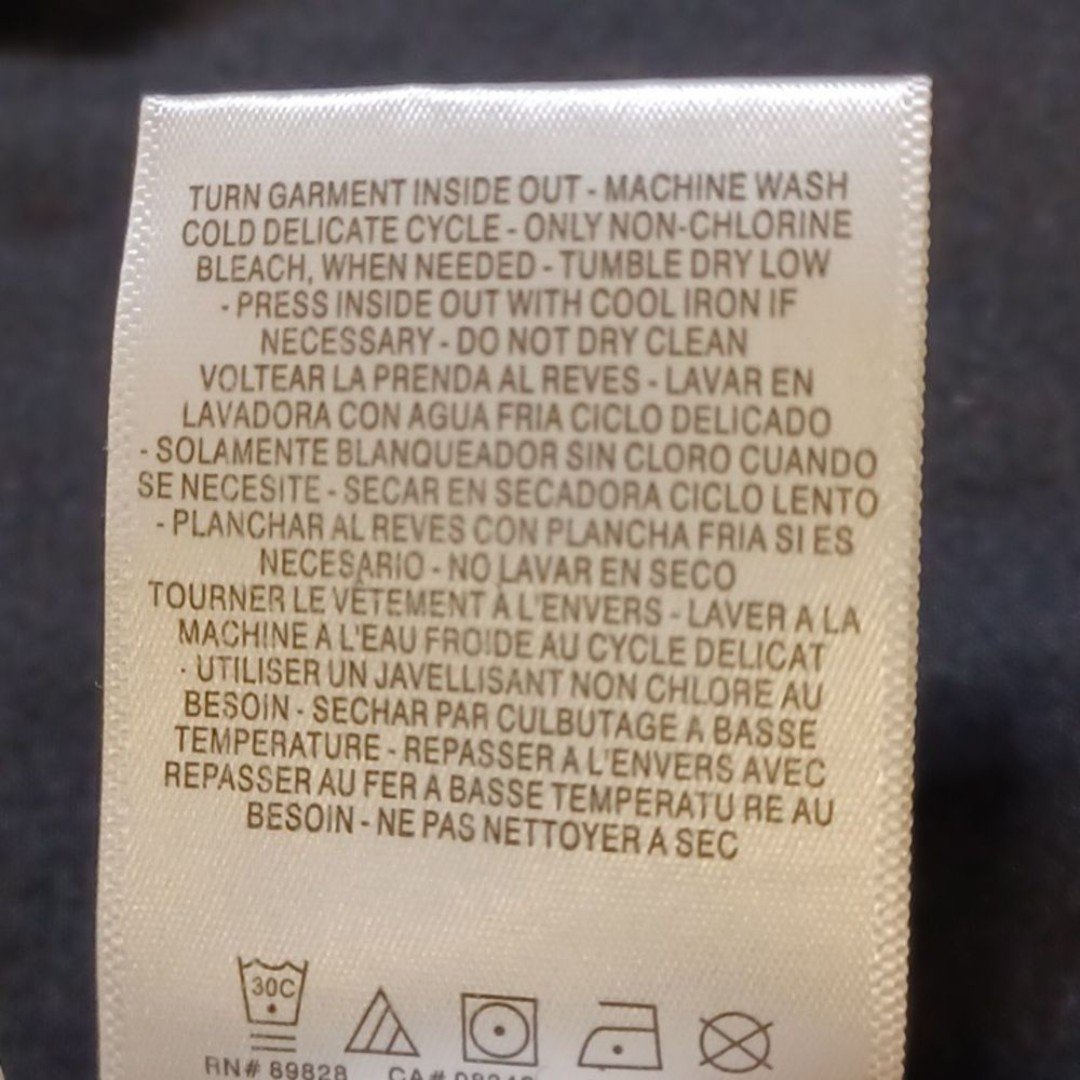 TURN GARMENT INSIDE OUT - MACHINE WASH
COLD DELICATE CYCLE - ONLY NON-CHLORINE
BLEACH, WHEN NEEDED - TUMBLE DRY LOW
- PRESS INSIDE OUT WITH COOL IRON IF
NECESSARY - DO NOT DRY CLEAN
VOLTEAR LA PRENDA AL REVES - LAVAR EN
LAVADORA CON AGUA FRIA CICLO DELICADO
- SOLAMENTE BLANQUEADOR SIN CLORO CUANDO
SE NECESITE - SECAR EN SECADORA CICLO LENTO
- PLANCHAR AL REVES CON PLANCHA FRIA SI ES
NECESARIO - NO LAVAR EN SECO
TOURNER LE VÊTEMENT À L'ENVERS - LAVER A LA
MACHINE A L'EAU FROIDE AU CYCLE DELICAT
- UTILISER UN JAVELLISANT NON CHLORE AU
BESOIN - SECHAR PAR CULBUTAGE A BASSE
TEMPERATURE - REPASSER A L'ENVERS AVEC
REPASSER AU FER A BASSE TEMPERATU RE AU
BESOIN - NE PAS NETTOYER A SEC
30C
RN# 89828 CA#